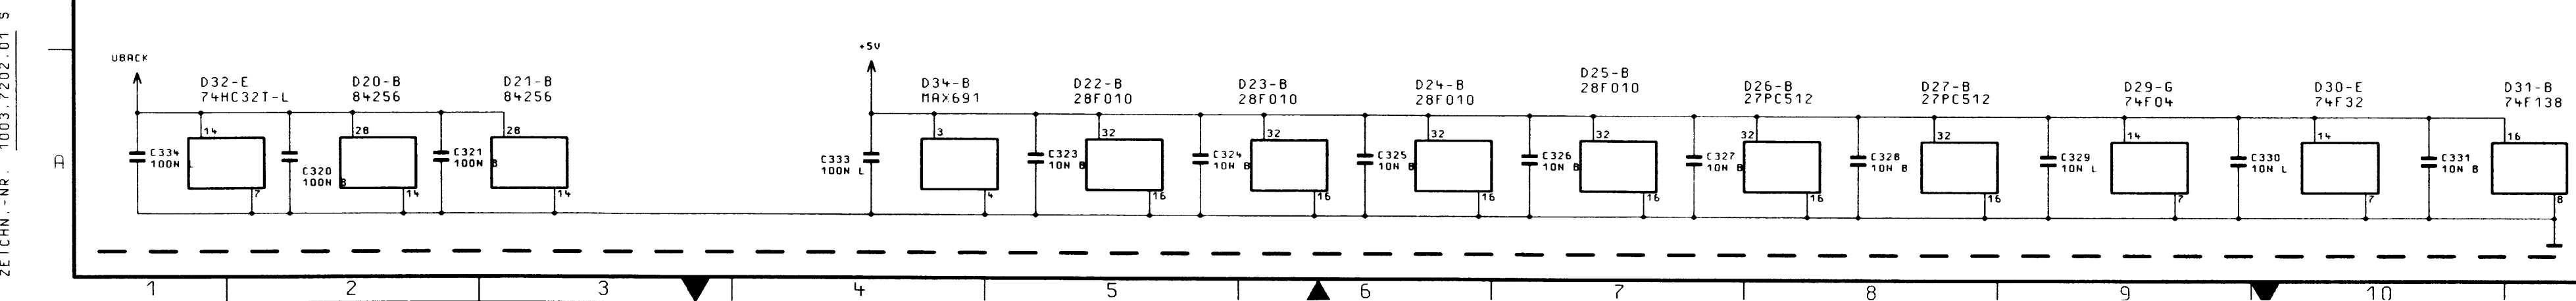 ZEICHN.-NR. 1003.7202.01 S
A
UBACK
D32-E
74HC32T-L
14
7
C334
100N L
D20-B
84256
28
14
C320
100N B
D21-B
84256
28
14
C321
100N B
+5V
C333
100N L
D34-B
MAX691
3
4
D22-B
28F010
32
16
C323
10N B
D23-B
28F010
32
16
C324
10N B
D24-B
28F010
32
16
C325
10N B
D25-B
28F010
32
16
C326
10N B
D26-B
27PC512
32
16
C327
10N B
D27-B
27PC512
32
16
C328
10N B
D29-G
74F04
14
7
C329
10N L
D30-E
74F32
14
7
C330
10N L
D31-B
74F138
16
8
C331
10N B
1 2 3 4 5 6 7 8 9 10